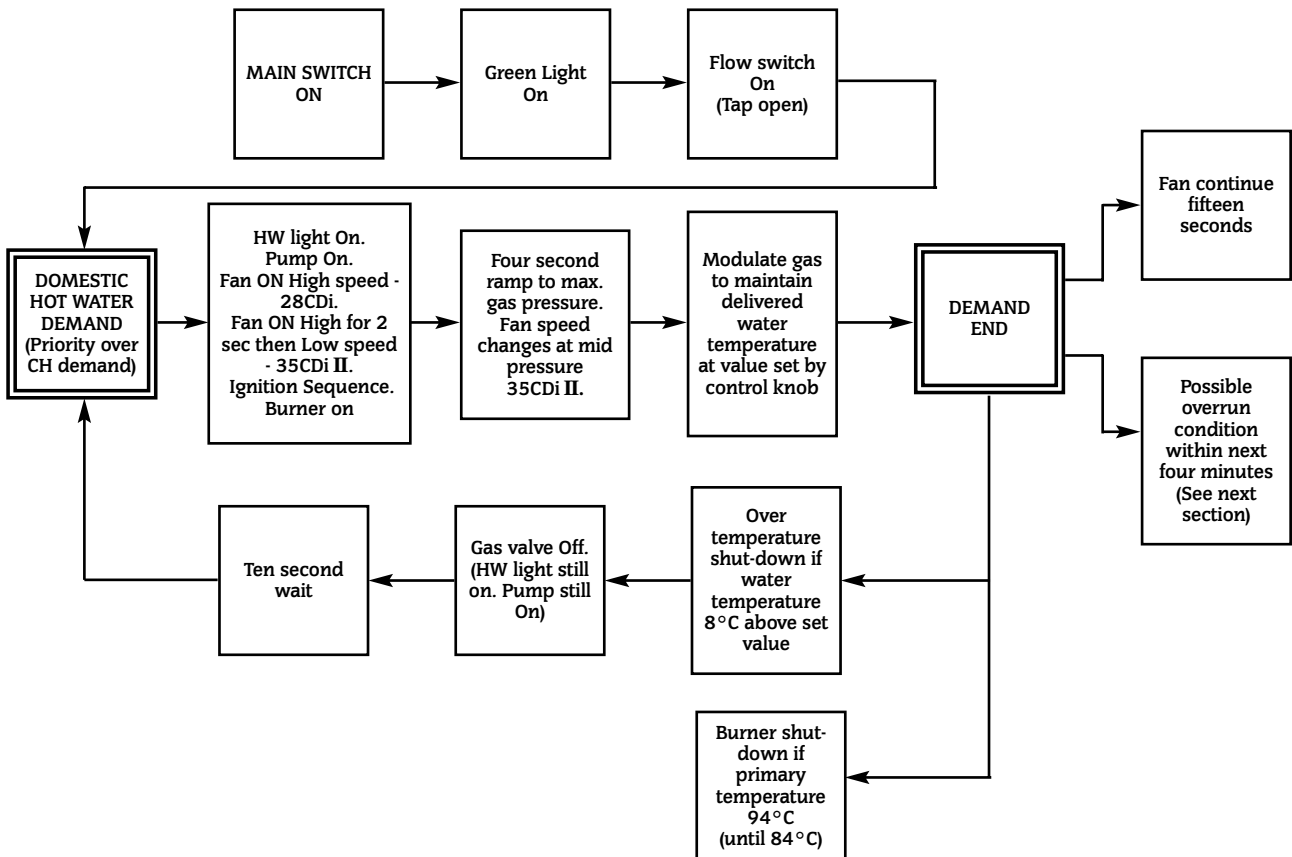 MAIN SWITCH
ON
Green Light
On
Flow switch
On
(Tap open)
Fan continue
fifteen
seconds
DOMESTIC
HOT WATER
DEMAND
(Priority over
CH demand)
HW light On.
Pump On.
Fan ON High speed -
28CDi.
Fan ON High for 2
sec then Low speed
- 35CDi II.
Ignition Sequence.
Burner on
Four second
ramp to max.
gas pressure.
Fan speed
changes at mid
pressure
35CDi II.
Modulate gas
to maintain
delivered
water
temperature
at value set by
control knob
DEMAND
END
Possible
overrun
condition
within next
four minutes
(See next
section)
Ten second
wait
Gas valve Off.
(HW light still
on. Pump still
On)
Over
temperature
shut-down if
water
temperature
8°C above set
value
Burner shut-
down if
primary
temperature
94°C
(until 84°C)